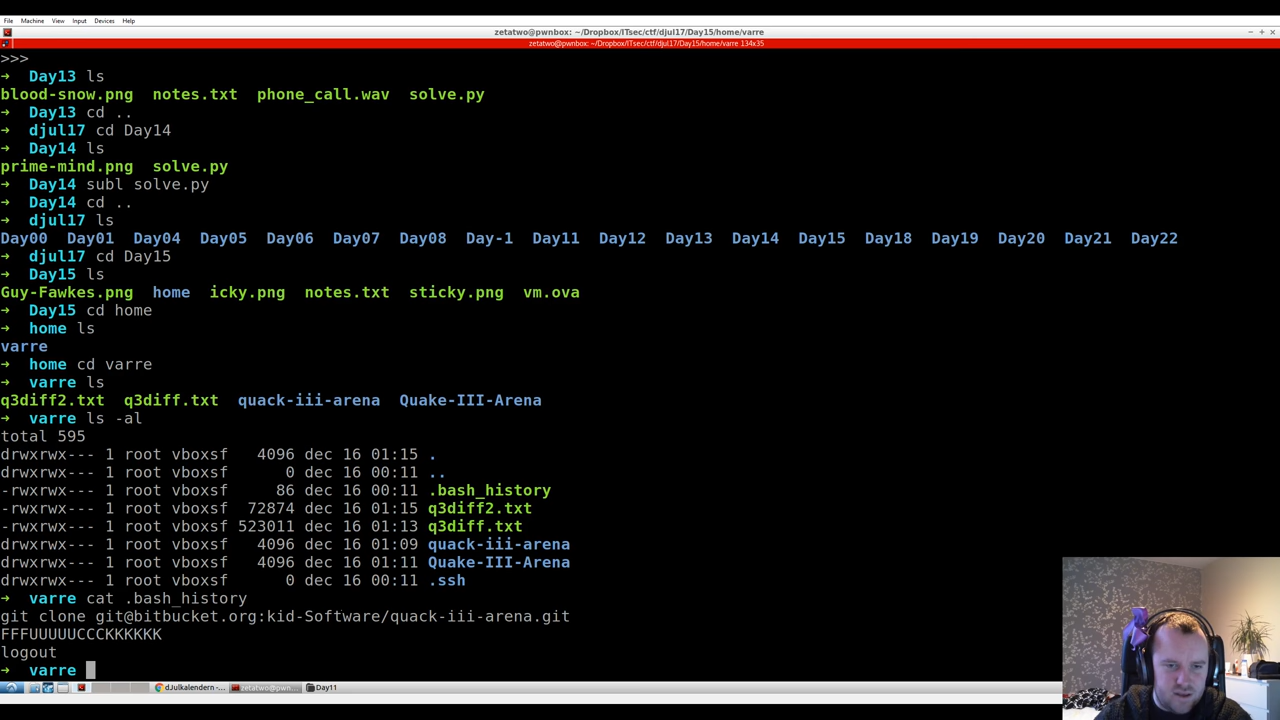 File Machine View Input Devices Help
zetatwo@pwnbox: ~/Dropbox/ITsec/ctf/djul17/Day15/home/varre
zetatwo@pwnbox: ~/Dropbox/ITsec/ctf/djul17/Day15/home/varre 134x35
>>>
➜ Day13 ls
blood-snow.png notes.txt phone_call.wav solve.py
➜ Day13 cd ..
➜ djul17 cd Day14
➜ Day14 ls
prime-mind.png solve.py
➜ Day14 subl solve.py
➜ Day14 cd ..
➜ djul17 ls
Day00 Day01 Day04 Day05 Day06 Day07 Day08 Day-1 Day11 Day12 Day13 Day14 Day15 Day18 Day19 Day20 Day21 Day22
➜ djul17 cd Day15
➜ Day15 ls
Guy-Fawkes.png home icky.png notes.txt sticky.png vm.ova
➜ Day15 cd home
➜ home ls
varre
➜ home cd varre
➜ varre ls
q3diff2.txt q3diff.txt quack-iii-arena Quake-III-Arena
➜ varre ls -al
total 595
drwxrwx--- 1 root vboxsf 4096 dec 16 01:15 .
drwxrwx--- 1 root vboxsf 0 dec 16 00:11 ..
-rwxrwx--- 1 root vboxsf 86 dec 16 00:11 .bash_history
-rwxrwx--- 1 root vboxsf 72874 dec 16 01:15 q3diff2.txt
-rwxrwx--- 1 root vboxsf 523011 dec 16 01:13 q3diff.txt
drwxrwx--- 1 root vboxsf 4096 dec 16 01:09 quack-iii-arena
drwxrwx--- 1 root vboxsf 4096 dec 16 01:11 Quake-III-Arena
drwxrwx--- 1 root vboxsf 0 dec 16 00:11 .ssh
➜ varre cat .bash_history
git clone git@bitbucket.org:kid-Software/quack-iii-arena.git
FFFUUUUUCCCKKKKKK
logout
➜ varre
dJulkalendern -... zetatwo@pwn... Day11